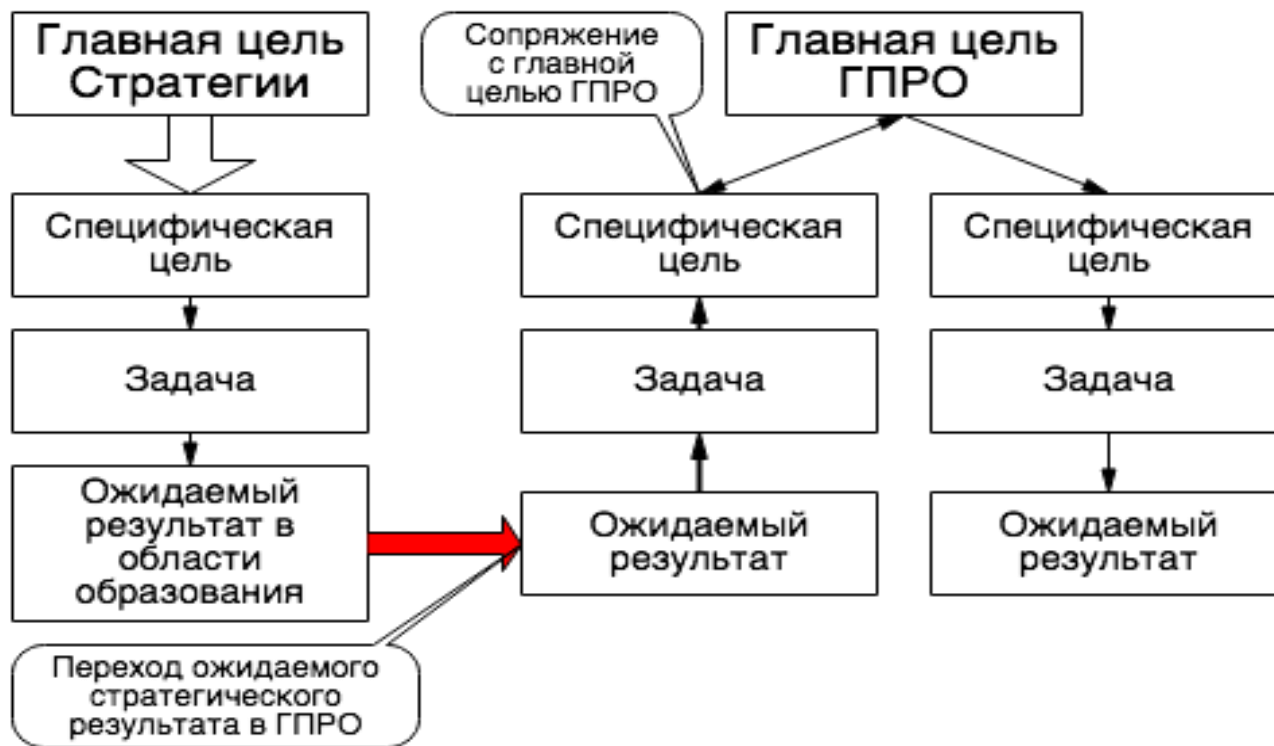 Главная цель
Стратегии
Сопряжение
с главной
целью ГПРО
Главная цель
ГПРО
Специфическая
цель
Специфическая
цель
Специфическая
цель
Задача
Задача
Задача
Ожидаемый
результат в
области
образования
Ожидаемый
результат
Ожидаемый
результат
Переход ожидаемого
стратегического
результата в ГПРО